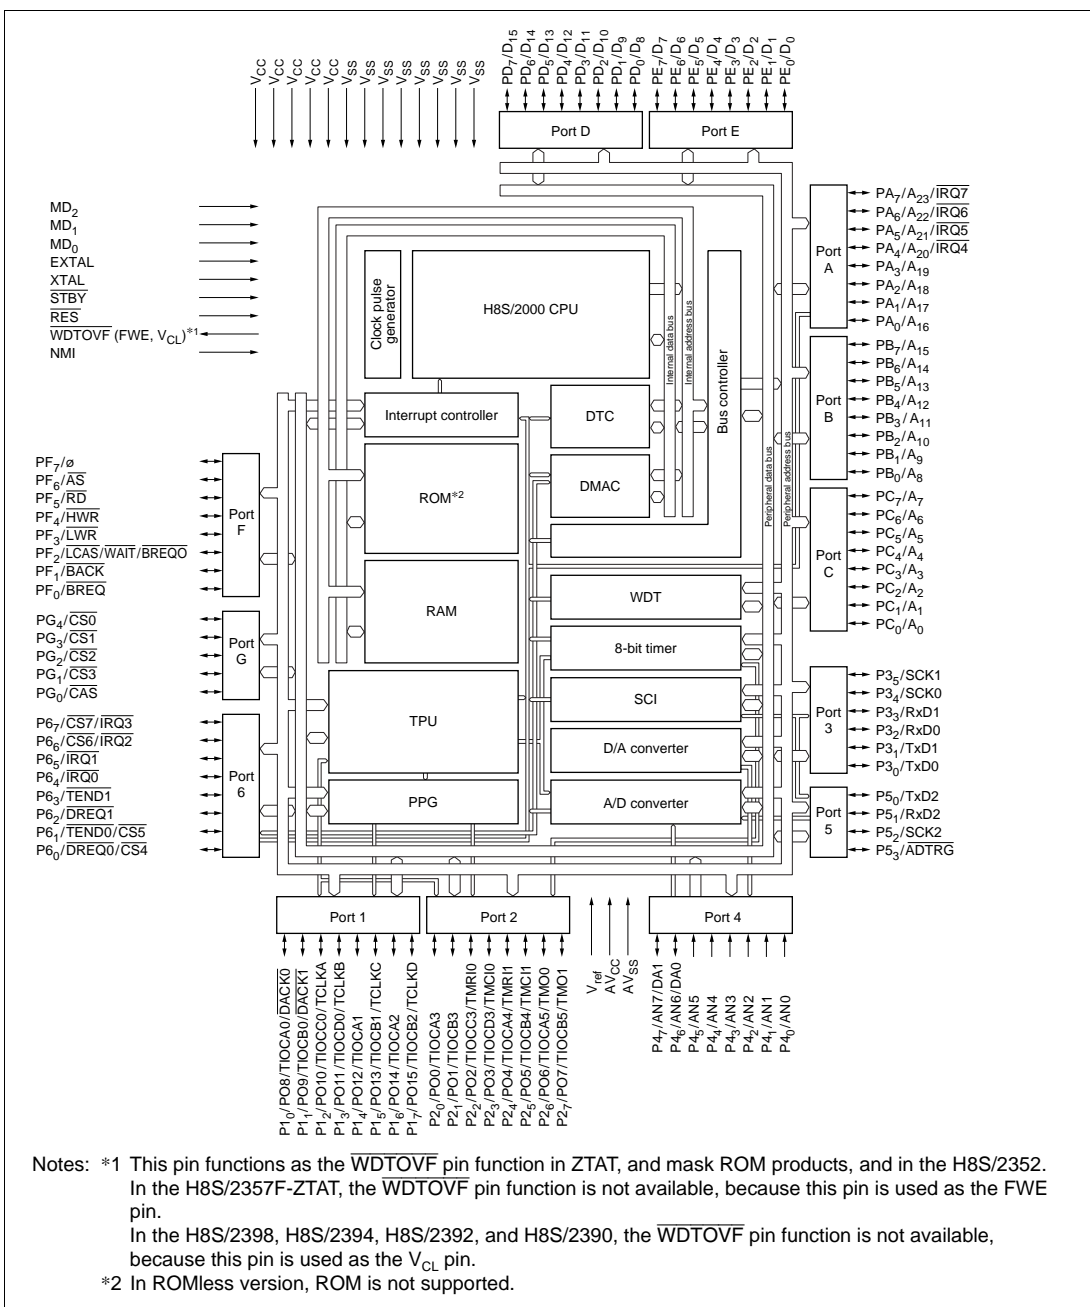 VCC
VCC
VCC
VCC
VCC
VSS
VSS
VSS
VSS
VSS
VSS
VSS
VSS
PD7/D15
PD6/D14
PD5/D13
PD4/D12
PD3/D11
PD2/D10
PD1/D9
PD0/D8
PE7/D7
PE6/D6
PE5/D5
PE4/D4
PE3/D3
PE2/D2
PE1/D1
PE0/D0
Port D
Port E
MD2
MD1
MD0
EXTAL
XTAL
STBY
RES
WDTOVF (FWE, VCL)*1
NMI
Clock pulse generator
H8S/2000 CPU
Interrupt controller
ROM*2
RAM
TPU
PPG
DTC
DMAC
WDT
8-bit timer
SCI
D/A converter
A/D converter
Internal data bus
Internal address bus
Bus controller
Peripheral data bus
Peripheral address bus
Port A
PA7/A23/IRQ7
PA6/A22/IRQ6
PA5/A21/IRQ5
PA4/A20/IRQ4
PA3/A19
PA2/A18
PA1/A17
PA0/A16
Port B
PB7/A15
PB6/A14
PB5/A13
PB4/A12
PB3/A11
PB2/A10
PB1/A9
PB0/A8
Port C
PC7/A7
PC6/A6
PC5/A5
PC4/A4
PC3/A3
PC2/A2
PC1/A1
PC0/A0
Port 3
P35/SCK1
P34/SCK0
P33/RxD1
P32/RxD0
P31/TxD1
P30/TxD0
Port 5
P50/TxD2
P51/RxD2
P52/SCK2
P53/ADTRG
PF7/ø
PF6/AS
PF5/RD
PF4/HWR
PF3/LWR
PF2/LCAS/WAIT/BREQO
PF1/BACK
PF0/BREQ
Port F
PG4/CS0
PG3/CS1
PG2/CS2
PG1/CS3
PG0/CAS
Port G
P67/CS7/IRQ3
P66/CS6/IRQ2
P65/IRQ1
P64/IRQ0
P63/TEND1
P62/DREQ1
P61/TEND0/CS5
P60/DREQ0/CS4
Port 6
Port 1
Port 2
Port 4
P10/PO8/TIOCA0/DACK0
P11/PO9/TIOCB0/DACK1
P12/PO10/TIOCC0/TCLKA
P13/PO11/TIOCD0/TCLKB
P14/PO12/TIOCA1
P15/PO13/TIOCB1/TCLKC
P16/PO14/TIOCA2
P17/PO15/TIOCB2/TCLKD
P20/PO0/TIOCA3
P21/PO1/TIOCB3
P22/PO2/TIOCC3/TMRI0
P23/PO3/TIOCD3/TMCI0
P24/PO4/TIOCA4/TMRI1
P25/PO5/TIOCB4/TMCI1
P26/PO6/TIOCA5/TMO0
P27/PO7/TIOCB5/TMO1
Vref
AVCC
AVSS
P47/AN7/DA1
P46/AN6/DA0
P45/AN5
P44/AN4
P43/AN3
P42/AN2
P41/AN1
P40/AN0
Notes: *1 This pin functions as the WDTOVF pin function in ZTAT, and mask ROM products, and in the H8S/2352.
In the H8S/2357F-ZTAT, the WDTOVF pin function is not available, because this pin is used as the FWE
pin.
In the H8S/2398, H8S/2394, H8S/2392, and H8S/2390, the WDTOVF pin function is not available,
because this pin is used as the VCL pin.
*2 In ROMless version, ROM is not supported.